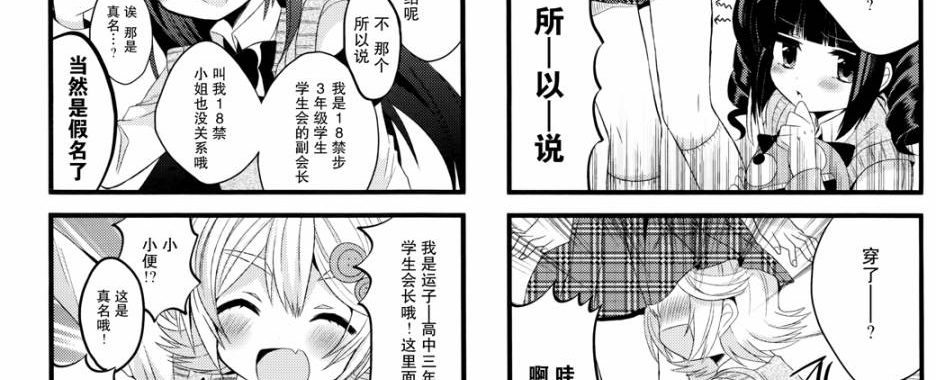 ?
所—以—说
穿了——?
哇
啊
呢
不 那个
所以说
我是18禁步
3年级学生
学生会的副会长
叫我18禁
小姐也没关系哦
诶 那是
真名…?
当然是假名了
我是运子—高中三年
学生会长哦！这里面
小便!?
这是
真名哦!